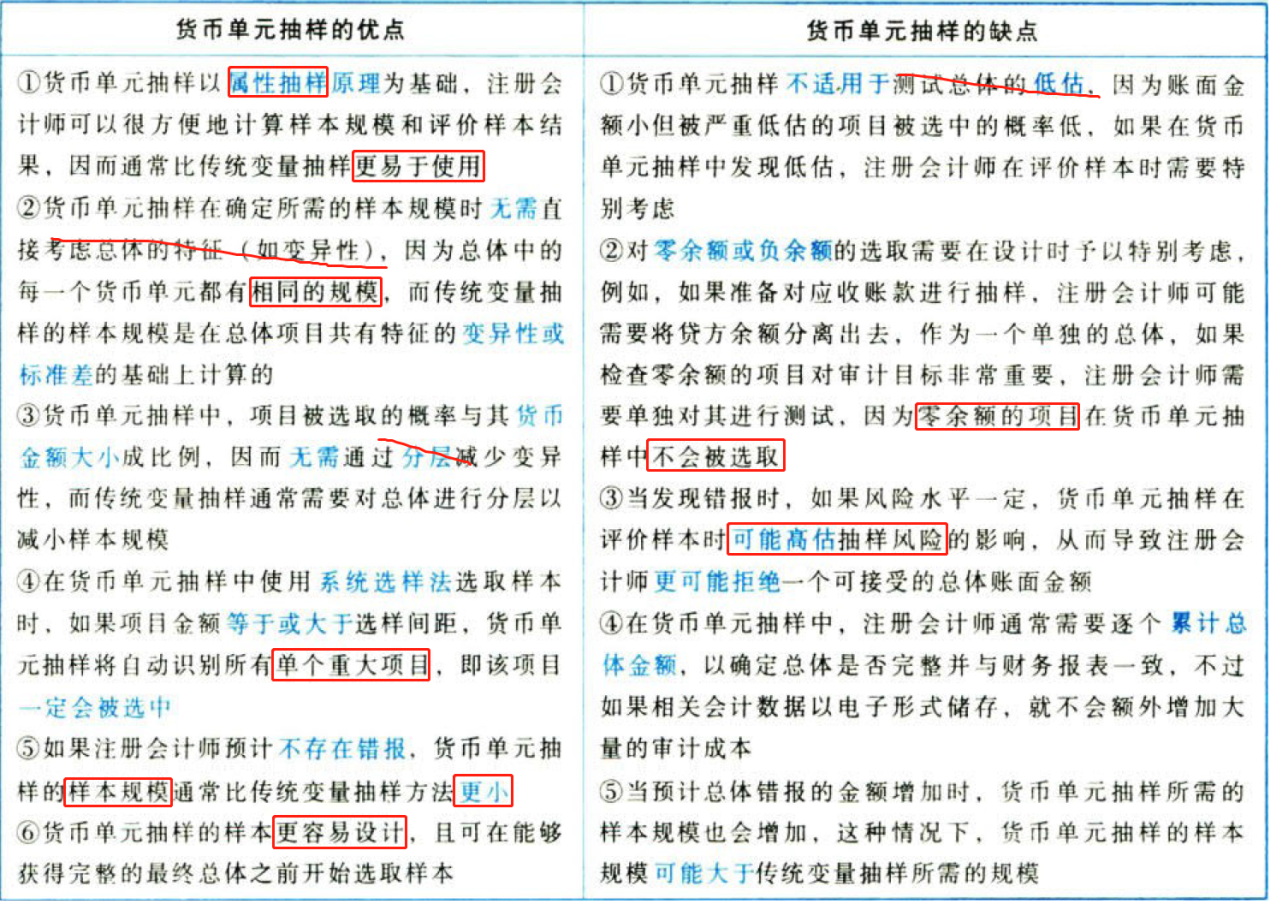 货币单元抽样的优点
①货币单元抽样以属性抽样原理为基础，注册会
计师可以很方便地计算样本规模和评价样本结
果，因而通常比传统变量抽样更易于使用
②货币单元抽样在确定所需的样本规模时无需直
接考虑总体的特征（如变异性），因为总体中的
每一个货币单元都有相同的规模，而传统变量抽
样的样本规模是在总体项目共有特征的变异性或
标准差的基础上计算的
③货币单元抽样中，项目被选取的概率与其货币
金额大小成比例，因而无需通过分层减少变异
性，而传统变量抽样通常需要对总体进行分层以
减小样本规模
④在货币单元抽样中使用系统选样法选取样本
时，如果项目金额等于或大于选样间距，货币单
元抽样将自动识别所有单个重大项目，即该项目
一定会被选中
⑤如果注册会计师预计不存在错报，货币单元抽
样的样本规模通常比传统变量抽样方法更小
⑥货币单元抽样的样本更容易设计，且可在能够
获得完整的最终总体之前开始选取样本
货币单元抽样的缺点
①货币单元抽样不适用于测试总体的低估，因为账面金
额小但被严重低估的项目被选中的概率低，如果在货币
单元抽样中发现低估，注册会计师在评价样本时需要特
别考虑
②对零余额或负余额的选取需要在设计时予以特别考虑，
例如，如果准备对应收账款进行抽样，注册会计师可能
需要将贷方余额分离出去，作为一个单独的总体，如果
检查零余额的项目对审计目标非常重要，注册会计师需
要单独对其进行测试，因为零余额的项目在货币单元抽
样中不会被选取
③当发现错报时，如果风险水平一定，货币单元抽样在
评价样本时可能高估抽样风险的影响，从而导致注册会
计师更可能拒绝一个可接受的总体账面金额
④在货币单元抽样中，注册会计师通常需要逐个累计总
体金额，以确定总体是否完整并与财务报表一致，不过
如果相关会计数据以电子形式储存，就不会额外增加大
量的审计成本
⑤当预计总体错报的金额增加时，货币单元抽样所需的
样本规模也会增加，这种情况下，货币单元抽样的样本
规模可能大于传统变量抽样所需的规模